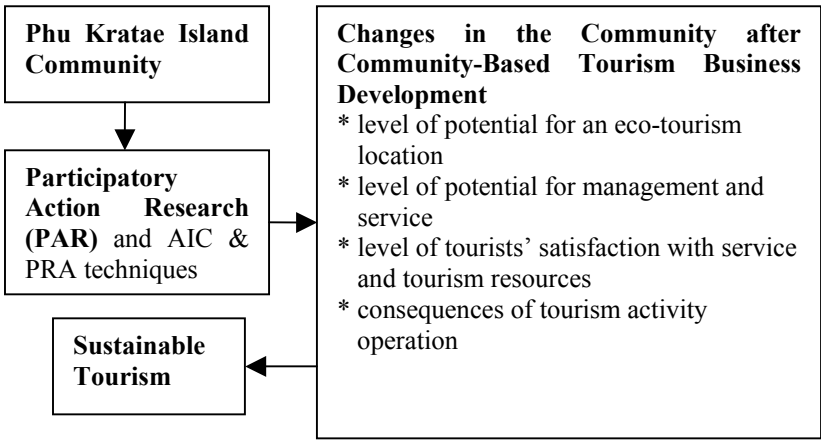 Phu Kratae Island
Community
Participatory
Action Research
(PAR) and AIC &
PRA techniques
Changes in the Community after
Community-Based Tourism Business
Development
* level of potential for an eco-tourism
location
* level of potential for management and
service
* level of tourists’ satisfaction with service
and tourism resources
* consequences of tourism activity
operation
Sustainable
Tourism